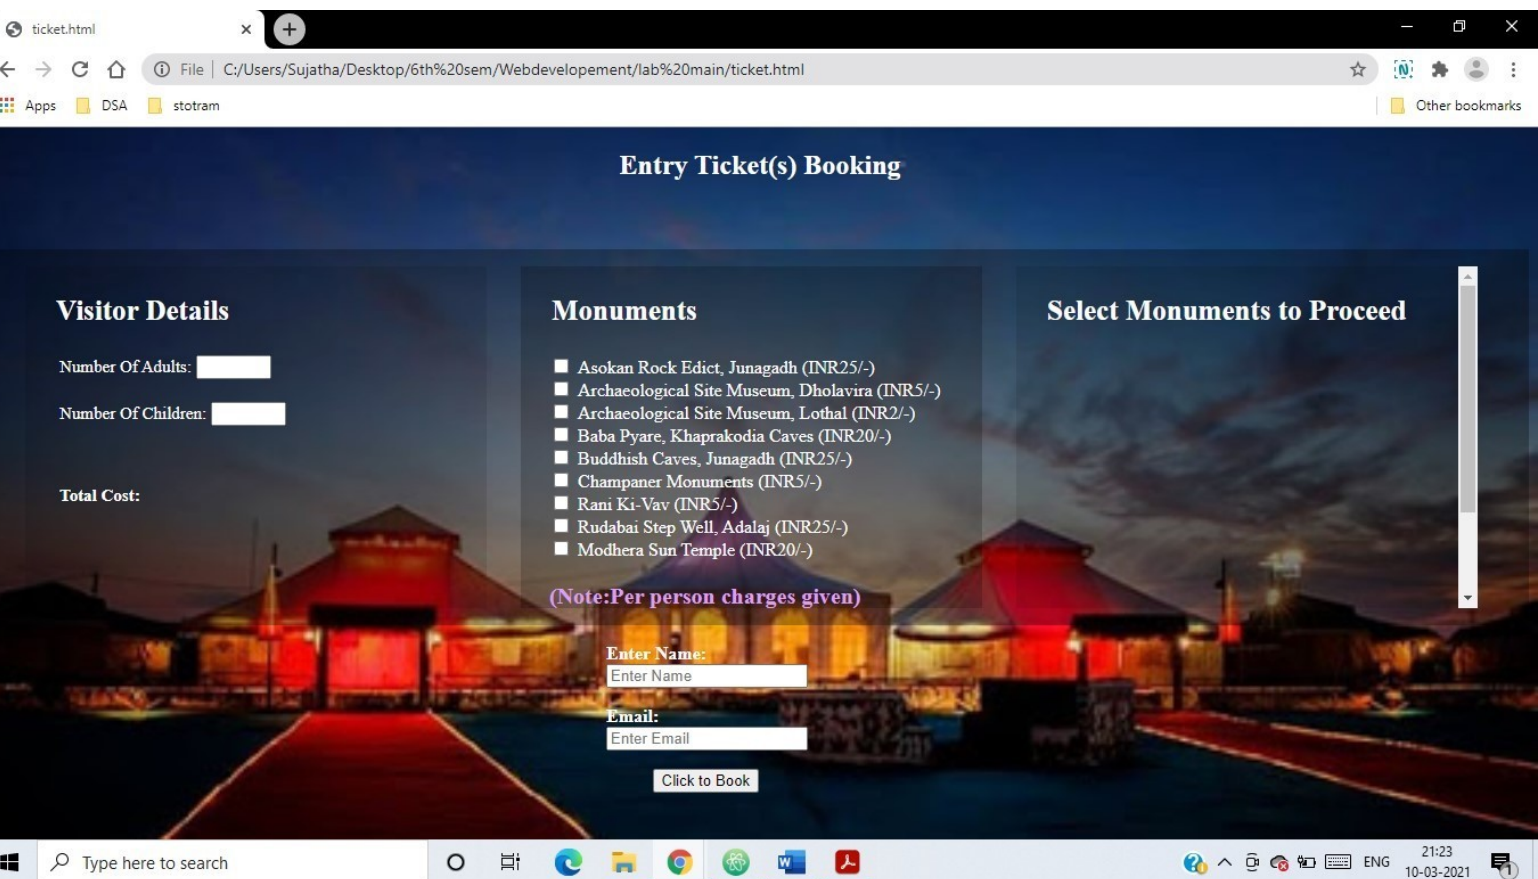 ticket.html
File | C:/Users/Sujatha/Desktop/6th%20sem/Webdevelopement/lab%20main/ticket.html
Apps DSA stotram Other bookmarks
Entry Ticket(s) Booking
Visitor Details
Number Of Adults:
Number Of Children:
Total Cost:
Monuments
Asokan Rock Edict, Junagadh (INR25/-)
Archaeological Site Museum, Dholavira (INR5/-)
Archaeological Site Museum, Lothal (INR2/-)
Baba Pyare, Khaprakodia Caves (INR20/-)
Buddhish Caves, Junagadh (INR25/-)
Champaner Monuments (INR5/-)
Rani Ki-Vav (INR5/-)
Rudabai Step Well, Adalaj (INR25/-)
Modhera Sun Temple (INR20/-)
(Note:Per person charges given)
Select Monuments to Proceed
Enter Name:
Enter Name
Email:
Enter Email
Click to Book
Type here to search
ENG
21:23
10-03-2021
1